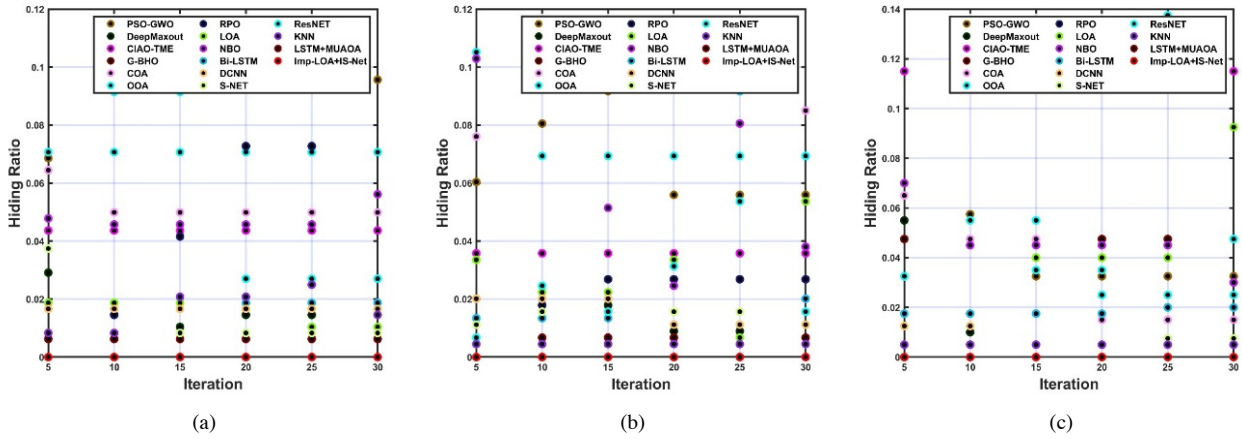 0.12
0.1
0.08
0.06
0.04
0.02
0
Hiding Ratio
PSO-GWO RPO ResNET
DeepMaxout LOA KNN
CIAO-TME NBO LSTM+MUAOA
G-BHO Bi-LSTM Imp-LOA+IS-Net
COA DCNN
OOA S-NET
5 10 15 20 25 30
Iteration
(a)
0.12
0.1
0.08
0.06
0.04
0.02
0
Hiding Ratio
PSO-GWO RPO ResNET
DeepMaxout LOA KNN
CIAO-TME NBO LSTM+MUAOA
G-BHO Bi-LSTM Imp-LOA+IS-Net
COA DCNN
OOA S-NET
5 10 15 20 25 30
Iteration
(b)
0.14
0.12
0.1
0.08
0.06
0.04
0.02
0
Hiding Ratio
PSO-GWO RPO ResNET
DeepMaxout LOA KNN
CIAO-TME NBO LSTM+MUAOA
G-BHO Bi-LSTM Imp-LOA+IS-Net
COA DCNN
OOA S-NET
5 10 15 20 25 30
Iteration
(c)